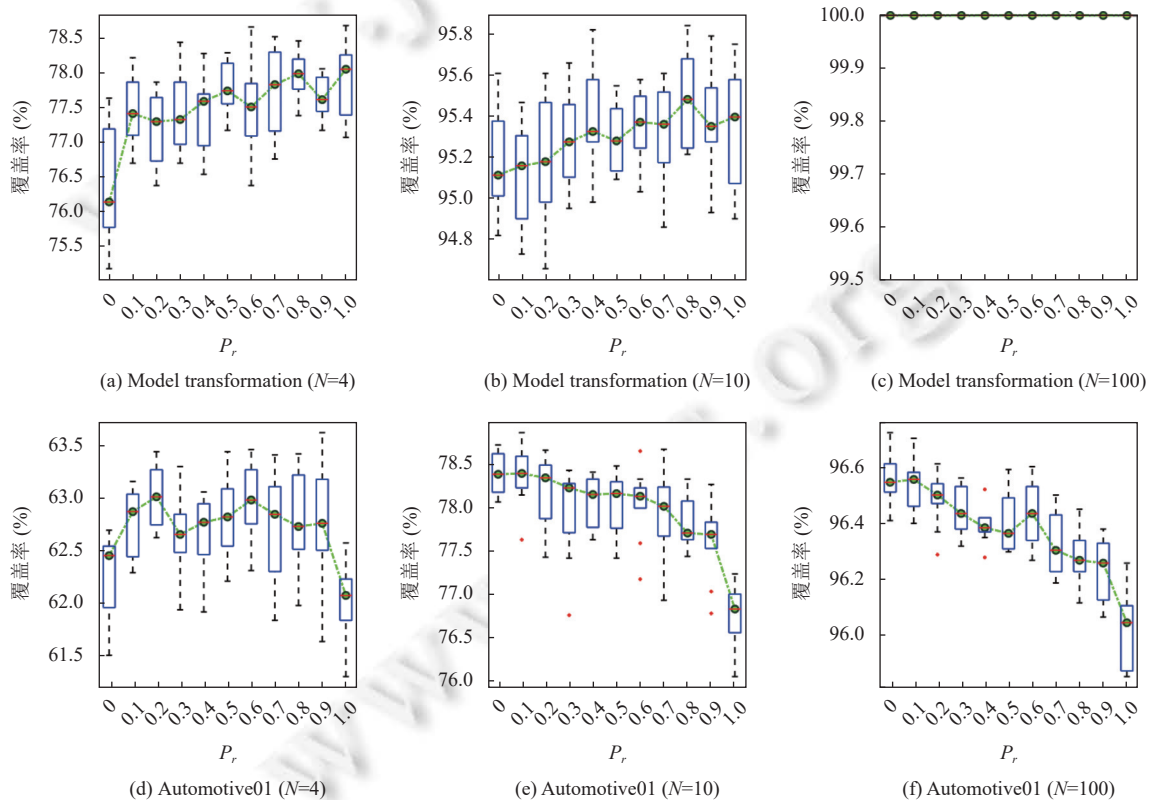 78.5
78.0
77.5
77.0
76.5
76.0
75.5
覆盖率 (%)
0 0.1 0.2 0.3 0.4 0.5 0.6 0.7 0.8 0.9 1.0
Pr
(a) Model transformation (N=4)
95.8
95.6
95.4
95.2
95.0
94.8
覆盖率 (%)
0 0.1 0.2 0.3 0.4 0.5 0.6 0.7 0.8 0.9 1.0
Pr
(b) Model transformation (N=10)
100.0
99.9
99.8
99.7
99.6
99.5
覆盖率 (%)
0 0.1 0.2 0.3 0.4 0.5 0.6 0.7 0.8 0.9 1.0
Pr
(c) Model transformation (N=100)
63.5
63.0
62.5
62.0
61.5
覆盖率 (%)
0 0.1 0.2 0.3 0.4 0.5 0.6 0.7 0.8 0.9 1.0
Pr
(d) Automotive01 (N=4)
78.5
78.0
77.5
77.0
76.5
76.0
覆盖率 (%)
0 0.1 0.2 0.3 0.4 0.5 0.6 0.7 0.8 0.9 1.0
Pr
(e) Automotive01 (N=10)
96.6
96.4
96.2
96.0
覆盖率 (%)
0 0.1 0.2 0.3 0.4 0.5 0.6 0.7 0.8 0.9 1.0
Pr
(f) Automotive01 (N=100)